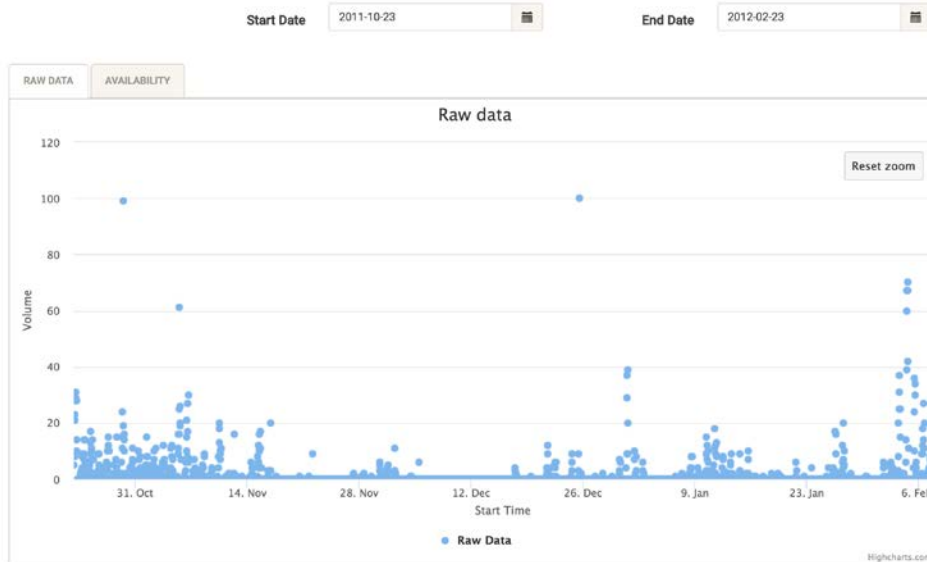 Start Date 2011-10-23 End Date 2012-02-23
RAW DATA AVAILABILITY
Raw data
Reset zoom
120
100
80
60
40
20
0
Volume
31. Oct 14. Nov 28. Nov 12. Dec 26. Dec 9. Jan 23. Jan 6. Fe
Start Time
Raw Data
Highcharts.con